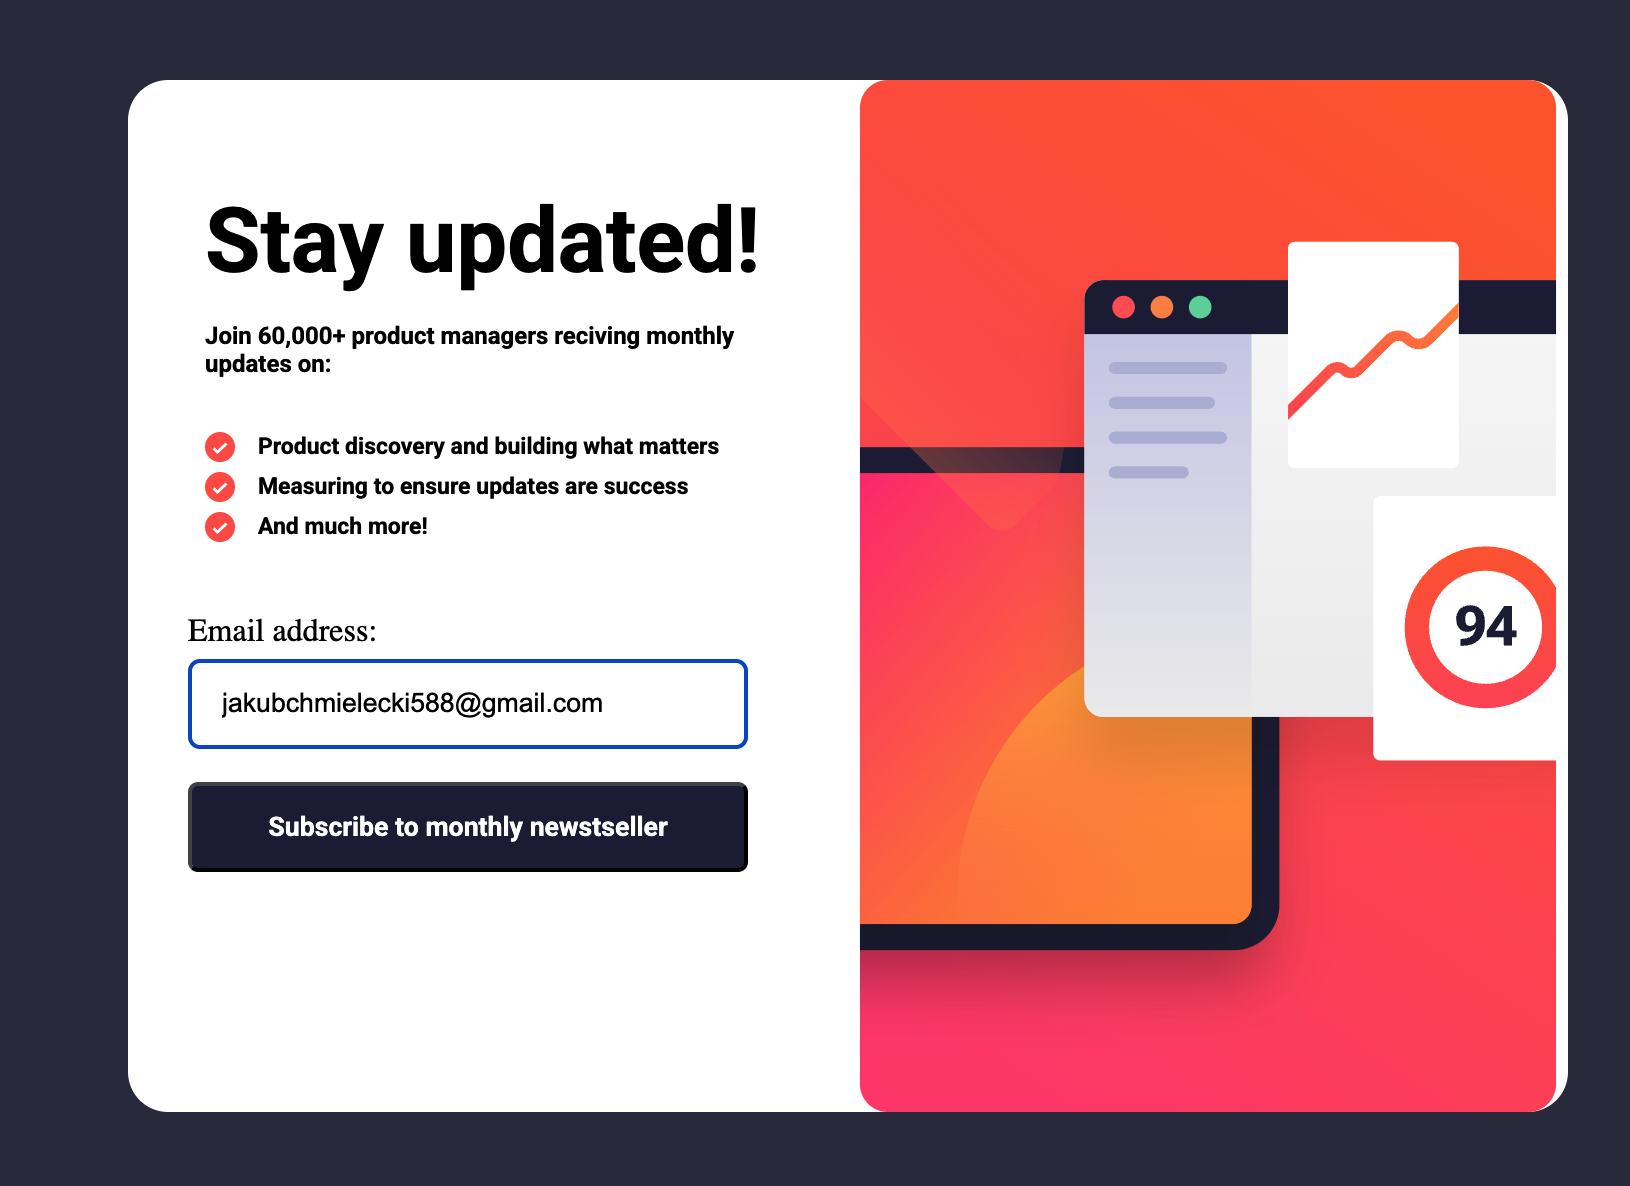 Stay updated!
Join 60,000+ product managers reciving monthly
updates on:
Product discovery and building what matters
Measuring to ensure updates are success
And much more!
Email address:
jakubchmielecki588@gmail.com
Subscribe to monthly newstseller
94